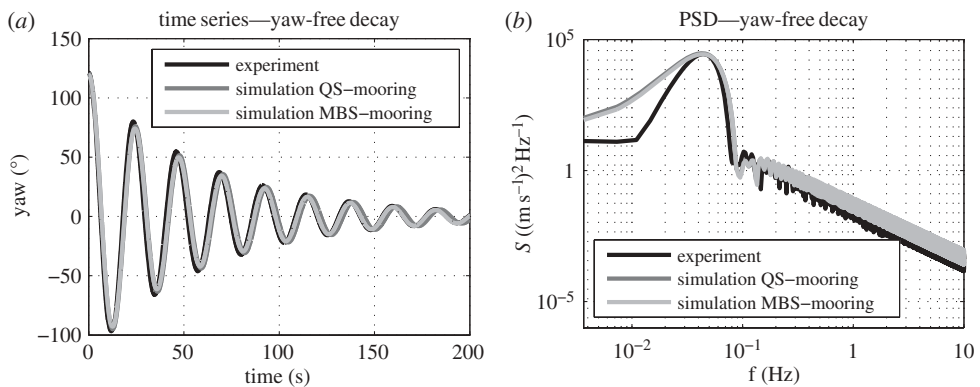 (a) time series—yaw-free decay
150
100
50
0
−50
−100
yaw (°)
experiment
simulation QS−mooring
simulation MBS−mooring
0 50 100 150 200
time (s)
(b) PSD—yaw-free decay
10^5
1
10^−5
S ((m s^−1)^2 Hz^−1)
experiment
simulation QS−mooring
simulation MBS−mooring
10^−2 10^−1 1 10
f (Hz)